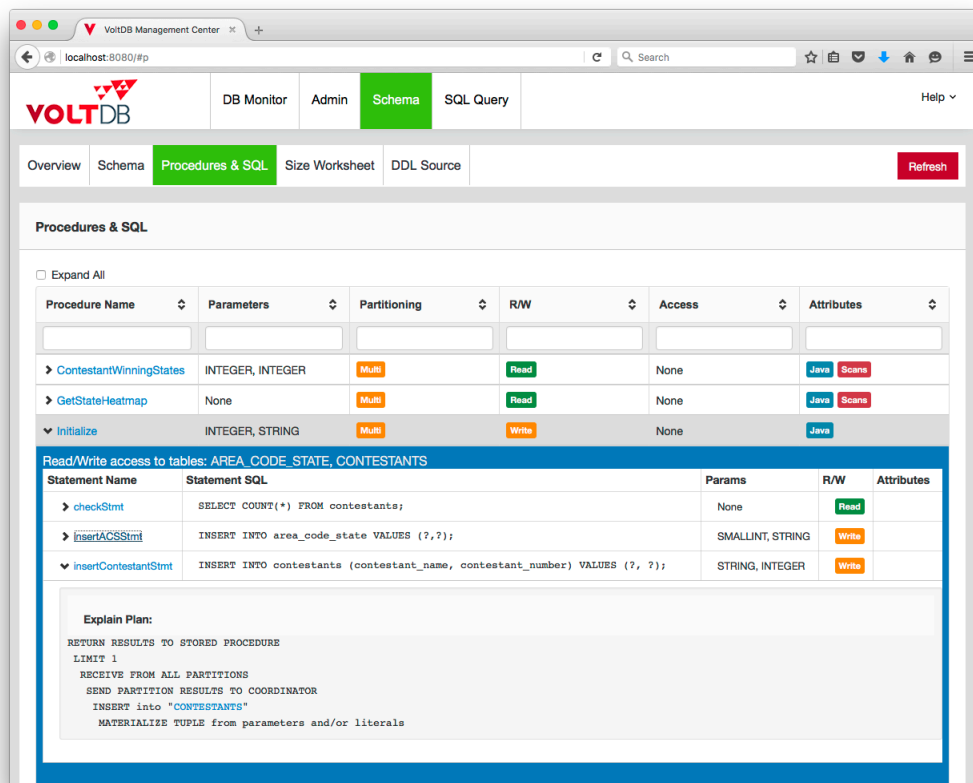 VoltDB Management Center
localhost:8080/#p
Search
VOLTDB
DB Monitor Admin Schema SQL Query Help
Overview Schema Procedures & SQL Size Worksheet DDL Source Refresh
Procedures & SQL
Expand All
Procedure Name Parameters Partitioning R/W Access Attributes
ContestantWinningStates INTEGER, INTEGER Multi Read None Java Scans
GetStateHeatmap None Multi Read None Java Scans
Initialize INTEGER, STRING Multi Write None Java
Read/Write access to tables: AREA_CODE_STATE, CONTESTANTS
Statement Name Statement SQL Params R/W Attributes
checkStmt SELECT COUNT(*) FROM contestants; None Read
insertACSStmt INSERT INTO area_code_state VALUES (?,?); SMALLINT, STRING Write
insertContestantStmt INSERT INTO contestants (contestant_name, contestant_number) VALUES (?, ?); STRING, INTEGER Write
Explain Plan:
RETURN RESULTS TO STORED PROCEDURE
LIMIT 1
RECEIVE FROM ALL PARTITIONS
SEND PARTITION RESULTS TO COORDINATOR
INSERT into "CONTESTANTS"
MATERIALIZE TUPLE from parameters and/or literals